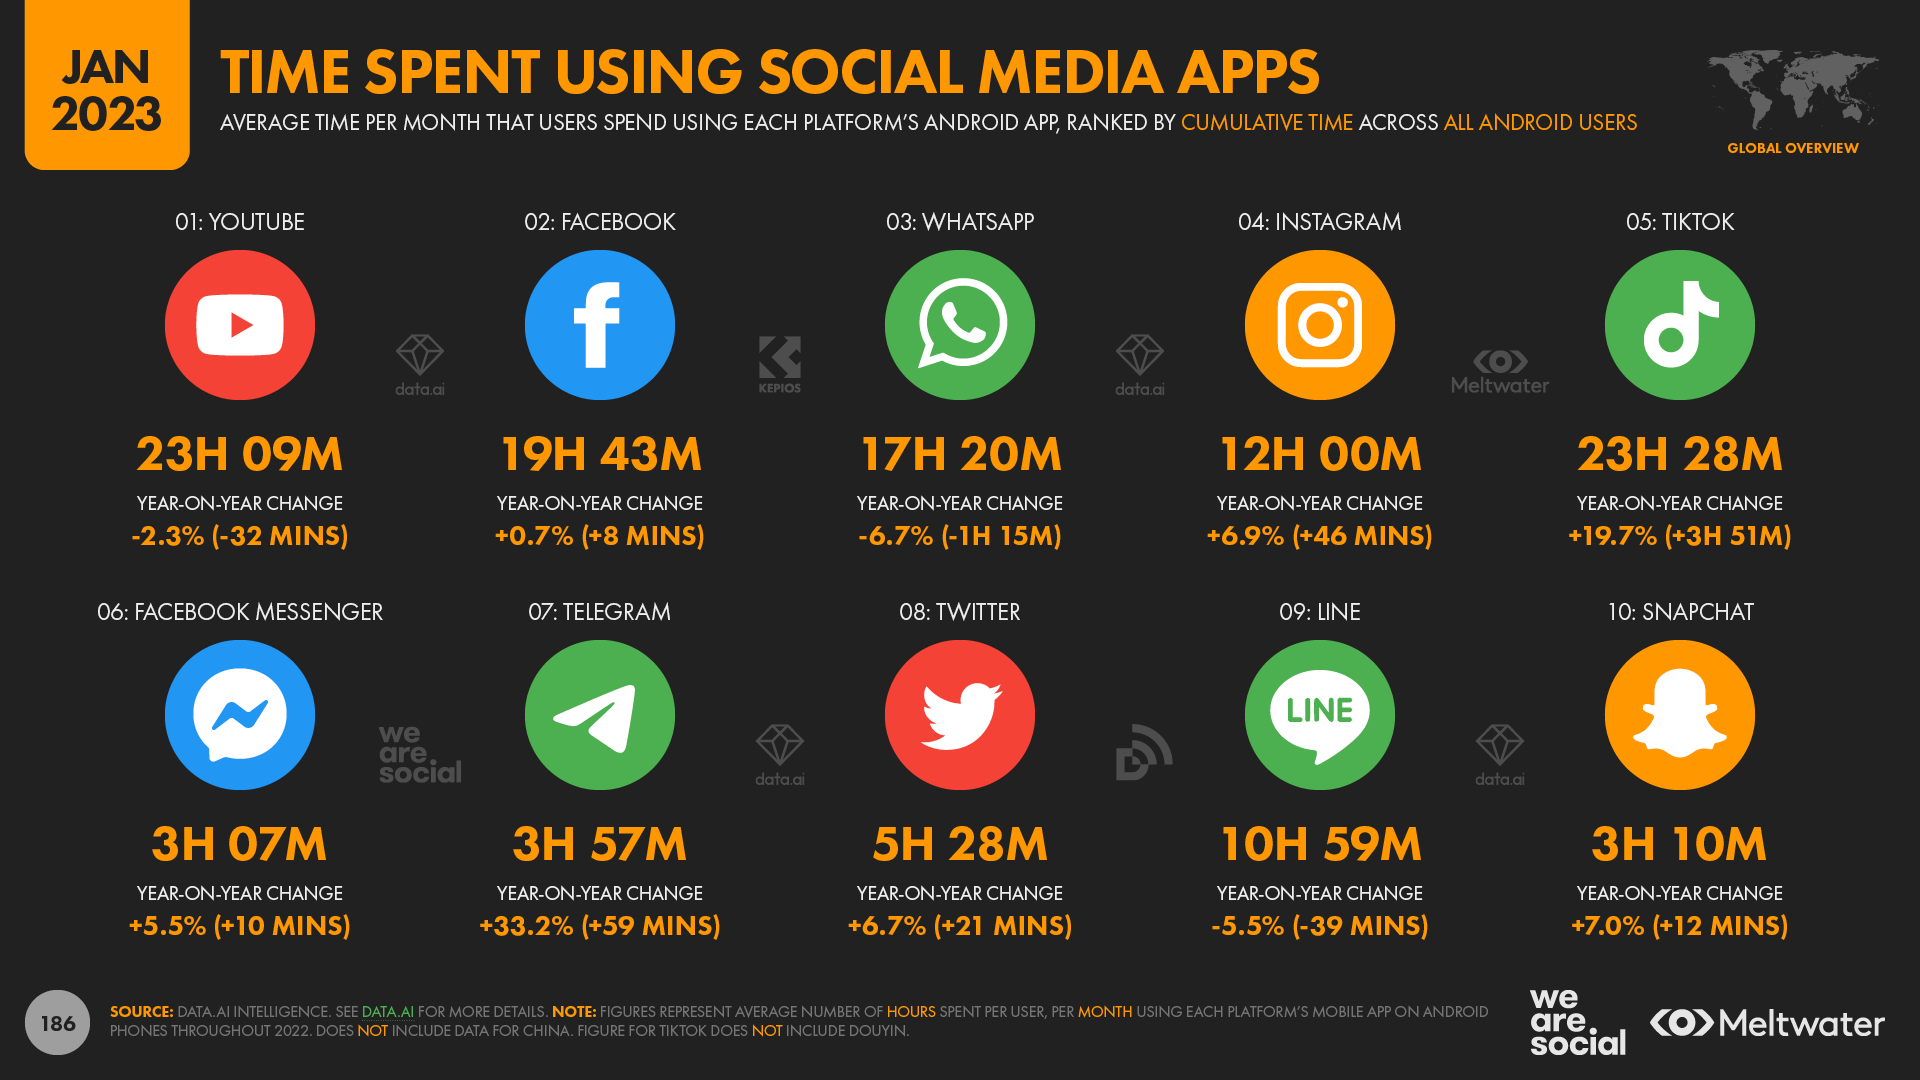 JAN
2023
TIME SPENT USING SOCIAL MEDIA APPS
AVERAGE TIME PER MONTH THAT USERS SPEND USING EACH PLATFORM’S ANDROID APP, RANKED BY CUMULATIVE TIME ACROSS ALL ANDROID USERS
GLOBAL OVERVIEW
01: YOUTUBE
23H 09M
YEAR-ON-YEAR CHANGE
-2.3% (-32 MINS)
data.ai
02: FACEBOOK
f
19H 43M
YEAR-ON-YEAR CHANGE
+0.7% (+8 MINS)
KEPIOS
03: WHATSAPP
17H 20M
YEAR-ON-YEAR CHANGE
-6.7% (-1H 15M)
data.ai
04: INSTAGRAM
12H 00M
YEAR-ON-YEAR CHANGE
+6.9% (+46 MINS)
Meltwater
05: TIKTOK
23H 28M
YEAR-ON-YEAR CHANGE
+19.7% (+3H 51M)
06: FACEBOOK MESSENGER
3H 07M
YEAR-ON-YEAR CHANGE
+5.5% (+10 MINS)
we
are
social
07: TELEGRAM
3H 57M
YEAR-ON-YEAR CHANGE
+33.2% (+59 MINS)
data.ai
08: TWITTER
5H 28M
YEAR-ON-YEAR CHANGE
+6.7% (+21 MINS)
09: LINE
LINE
10H 59M
YEAR-ON-YEAR CHANGE
-5.5% (-39 MINS)
data.ai
10: SNAPCHAT
3H 10M
YEAR-ON-YEAR CHANGE
+7.0% (+12 MINS)
186
SOURCE: DATA.AI INTELLIGENCE. SEE DATA.AI FOR MORE DETAILS. NOTE: FIGURES REPRESENT AVERAGE NUMBER OF HOURS SPENT PER USER, PER MONTH USING EACH PLATFORM’S MOBILE APP ON ANDROID
PHONES THROUGHOUT 2022. DOES NOT INCLUDE DATA FOR CHINA. FIGURE FOR TIKTOK DOES NOT INCLUDE DOUYIN.
we
are
social
Meltwater